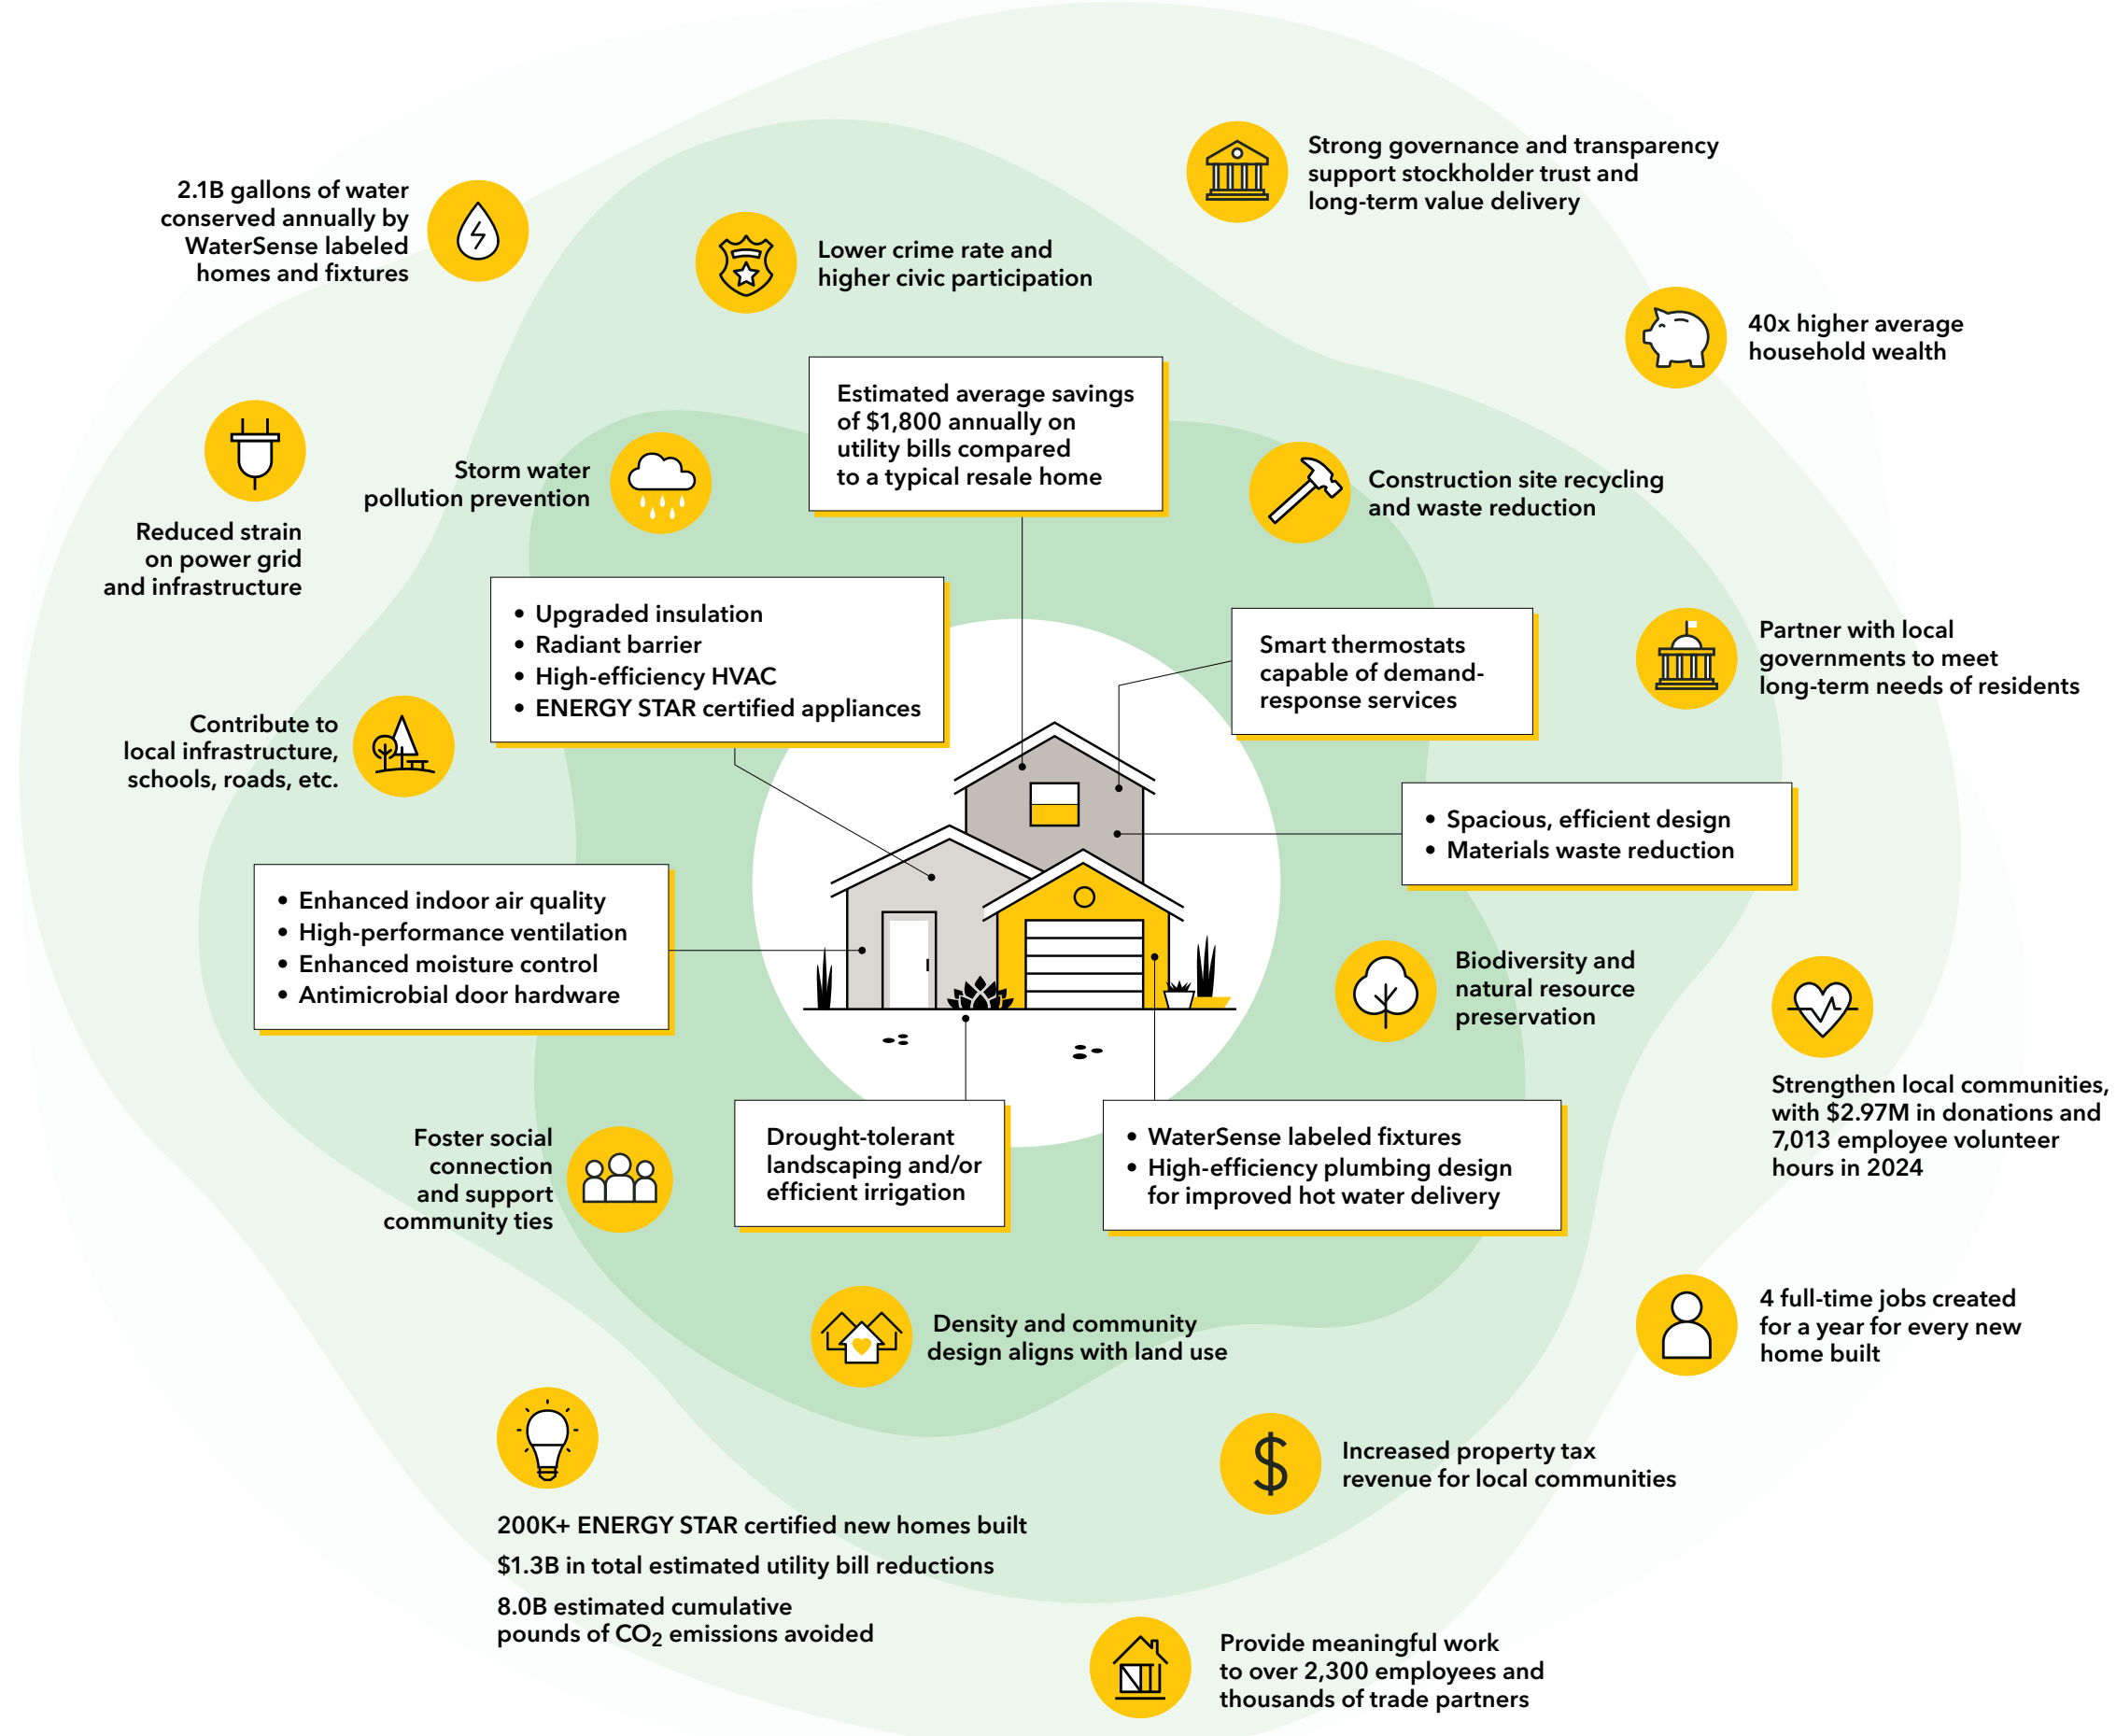 Strong governance and transparency
support stockholder trust and
long-term value delivery
2.1B gallons of water
conserved annually by
WaterSense labeled
homes and fixtures
Lower crime rate and
higher civic participation
40x higher average
household wealth
Estimated average savings
of $1,800 annually on
utility bills compared
to a typical resale home
Storm water
pollution prevention
Construction site recycling
and waste reduction
Reduced strain
on power grid
and infrastructure
• Upgraded insulation
• Radiant barrier
• High-efficiency HVAC
• ENERGY STAR certified appliances
Smart thermostats
capable of demand-
response services
Partner with local
governments to meet
long-term needs of residents
Contribute to
local infrastructure,
schools, roads, etc.
• Spacious, efficient design
• Materials waste reduction
• Enhanced indoor air quality
• High-performance ventilation
• Enhanced moisture control
• Antimicrobial door hardware
Biodiversity and
natural resource
preservation
Strengthen local communities,
with $2.97M in donations and
7,013 employee volunteer
hours in 2024
Foster social
connection
and support
community ties
Drought-tolerant
landscaping and/or
efficient irrigation
• WaterSense labeled fixtures
• High-efficiency plumbing design
for improved hot water delivery
4 full-time jobs created
for a year for every new
home built
Density and community
design aligns with land use
$
Increased property tax
revenue for local communities
200K+ ENERGY STAR certified new homes built
$1.3B in total estimated utility bill reductions
8.0B estimated cumulative
pounds of CO₂ emissions avoided
Provide meaningful work
to over 2,300 employees and
thousands of trade partners